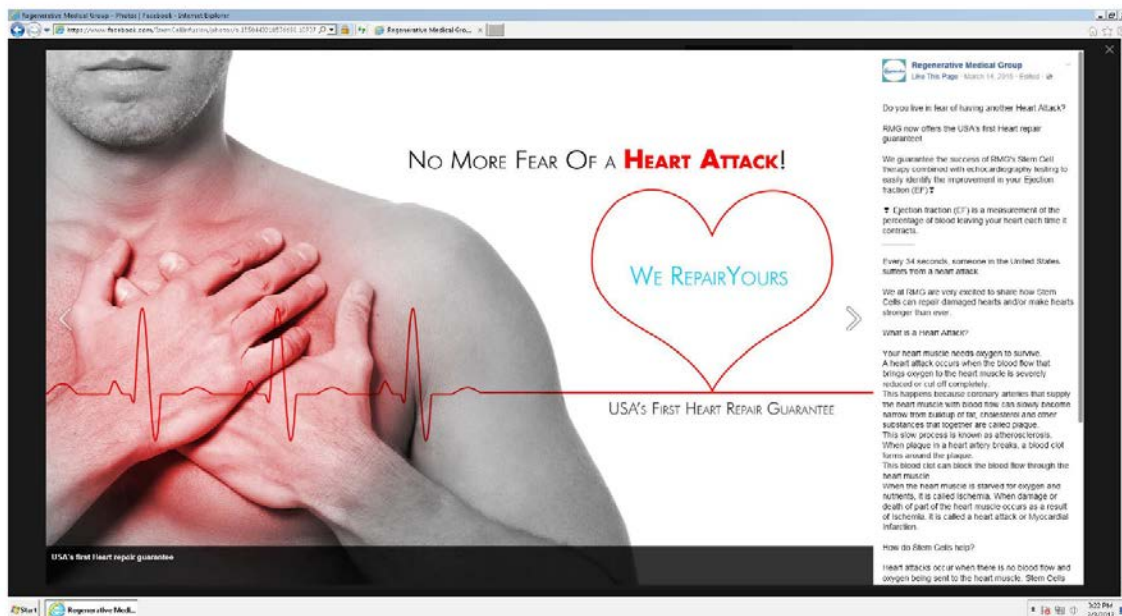 Regenerative Medical Group - Photos | Facebook - Internet Explorer
Regenerative Medical Gro...
NO MORE FEAR OF A HEART ATTACK!
WE REPAIR YOURS
USA'S FIRST HEART REPAIR GUARANTEE
USA's first Heart repair guarantee
Regenerative Medical Group
Like This Page · March 14, 2015 · Edited ·
Do you live in fear of having another Heart Attack?
RMG now offers the USA's first Heart repair
guarantee!
We guarantee the success of RMG's Stem Cell
therapy combined with echocardiography testing to
easily identify the improvement in your Ejection
fraction (EF)❣
❣ Ejection fraction (EF) is a measurement of the
percentage of blood leaving your heart each time it
contracts.
Every 34 seconds, someone in the United States
suffers from a heart attack.
We at RMG are very excited to share how Stem
Cells can repair damaged hearts and/or make hearts
stronger than ever.
What is a Heart Attack?
Your heart muscle needs oxygen to survive.
A heart attack occurs when the blood flow that
brings oxygen to the heart muscle is severely
reduced or cut off completely.
This happens because coronary arteries that supply
the heart muscle with blood flow can slowly become
narrow from buildup of fat, cholesterol and other
substances that together are called plaque.
This slow process is known as atherosclerosis.
When plaque in a heart artery breaks, a blood clot
forms around the plaque.
This blood clot can block the blood flow through the
heart muscle.
When the heart muscle is starved for oxygen and
nutrients, it is called Ischemia. When damage or
death of part of the heart muscle occurs as a result
of Ischemia, it is called a heart attack or Myocardial
Infarction.
How do Stem Cells help?
Heart attacks occur when there is no blood flow and
oxygen being sent to the heart muscle. Stem Cells
Start
Regenerative Medi...
3:22 PM